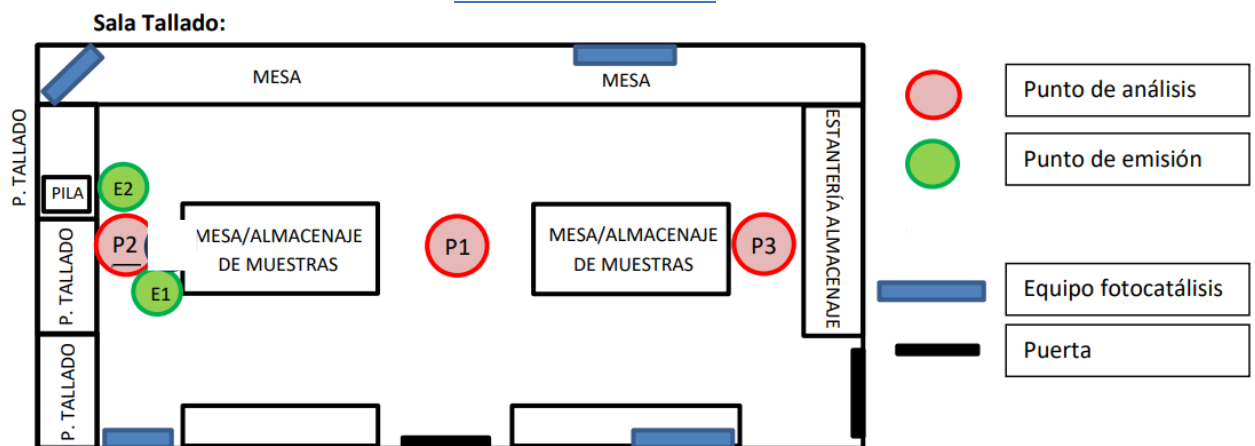 Sala Tallado:
MESA
MESA
Punto de análisis
P. TALLADO
ESTANTERÍA ALMACENAJE
Punto de emisión
PILA
E2
P2
MESA/ALMACENAJE
DE MUESTRAS
P1
MESA/ALMACENAJE
DE MUESTRAS
P3
P. TALLADO
E1
Equipo fotocatálisis
Puerta
P. TALLADO